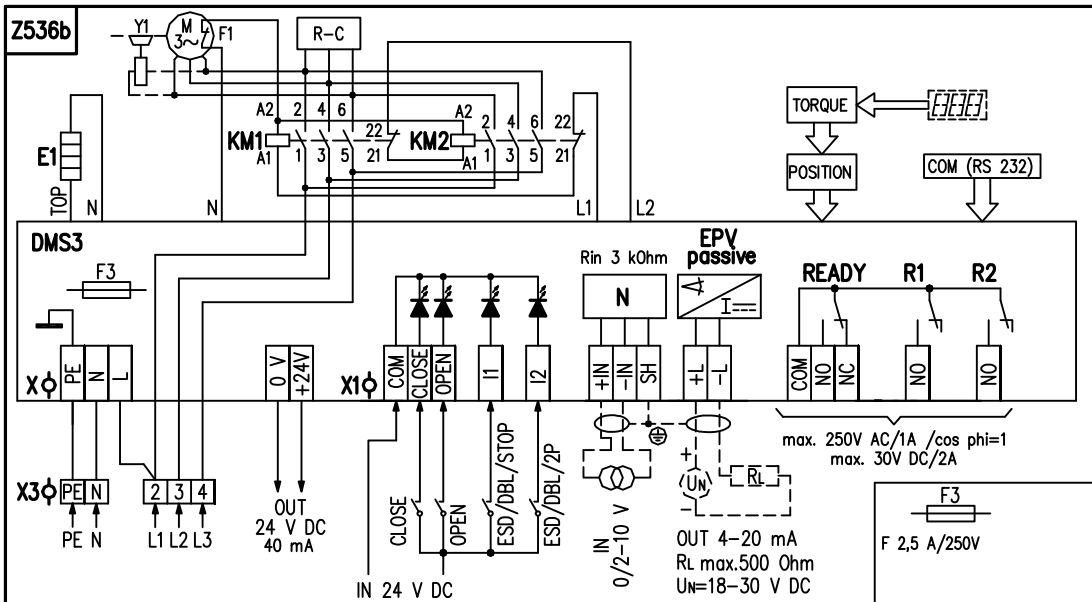 Z536b
Y1
M
3~
F1
R-C
A2 2 4 6
22
KM1
A1 1 3 5
21
A2 2 4 6 22
KM2
A1 1 3 5 21
TORQUE
POSITION
COM (RS 232)
E1
TOP
N
N
L1
L2
DMS3
F3
Rin 3 kOhm
N
EPV
passive
I
READY
R1
R2
X
PE
N
L
0 V
+24V
X1
COM
CLOSE
OPEN
I1
I2
+IN
-IN
SH
+L
-L
COM
NO
NC
NO
NO
max. 250V AC/1A /cos phi=1
max. 30V DC/2A
X3
PE N
2 3 4
PE N
L1 L2 L3
OUT
24 V DC
40 mA
CLOSE
OPEN
ESD/DBL/STOP
ESD/DBL/2P
IN 24 V DC
IN
0/2-10 V
+
UN
-
RL
OUT 4-20 mA
RL max.500 Ohm
UN=18-30 V DC
F3
F 2,5 A/250V